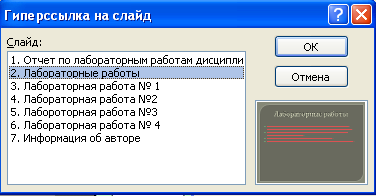 Гиперссылка на слайд
Слайд:
1. Отчет по лабораторным работам дисципли
2. Лабораторные работы
3. Лабораторная работа № 1
4. Лабораторная работа №2
5. Лабороторная работа №3
6. Лабораторная работа № 4
7. Информация об авторе
ОК
Отмена
Лабораторные работы